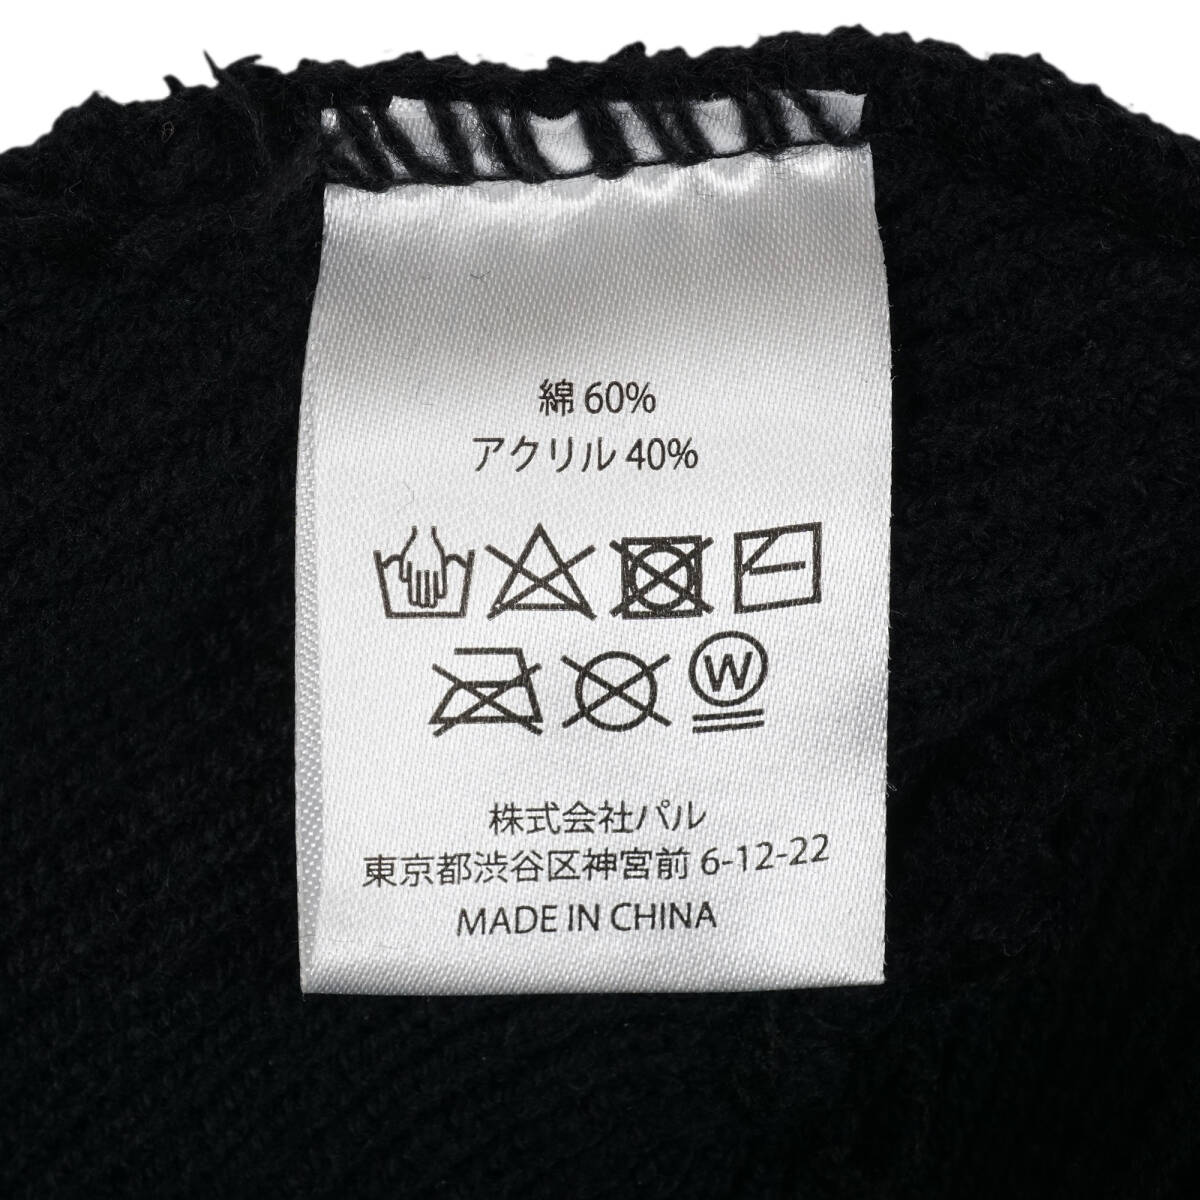 綿 60%
アクリル 40%
W
株式会社パル
東京都渋谷区神宮前 6-12-22
MADE IN CHINA